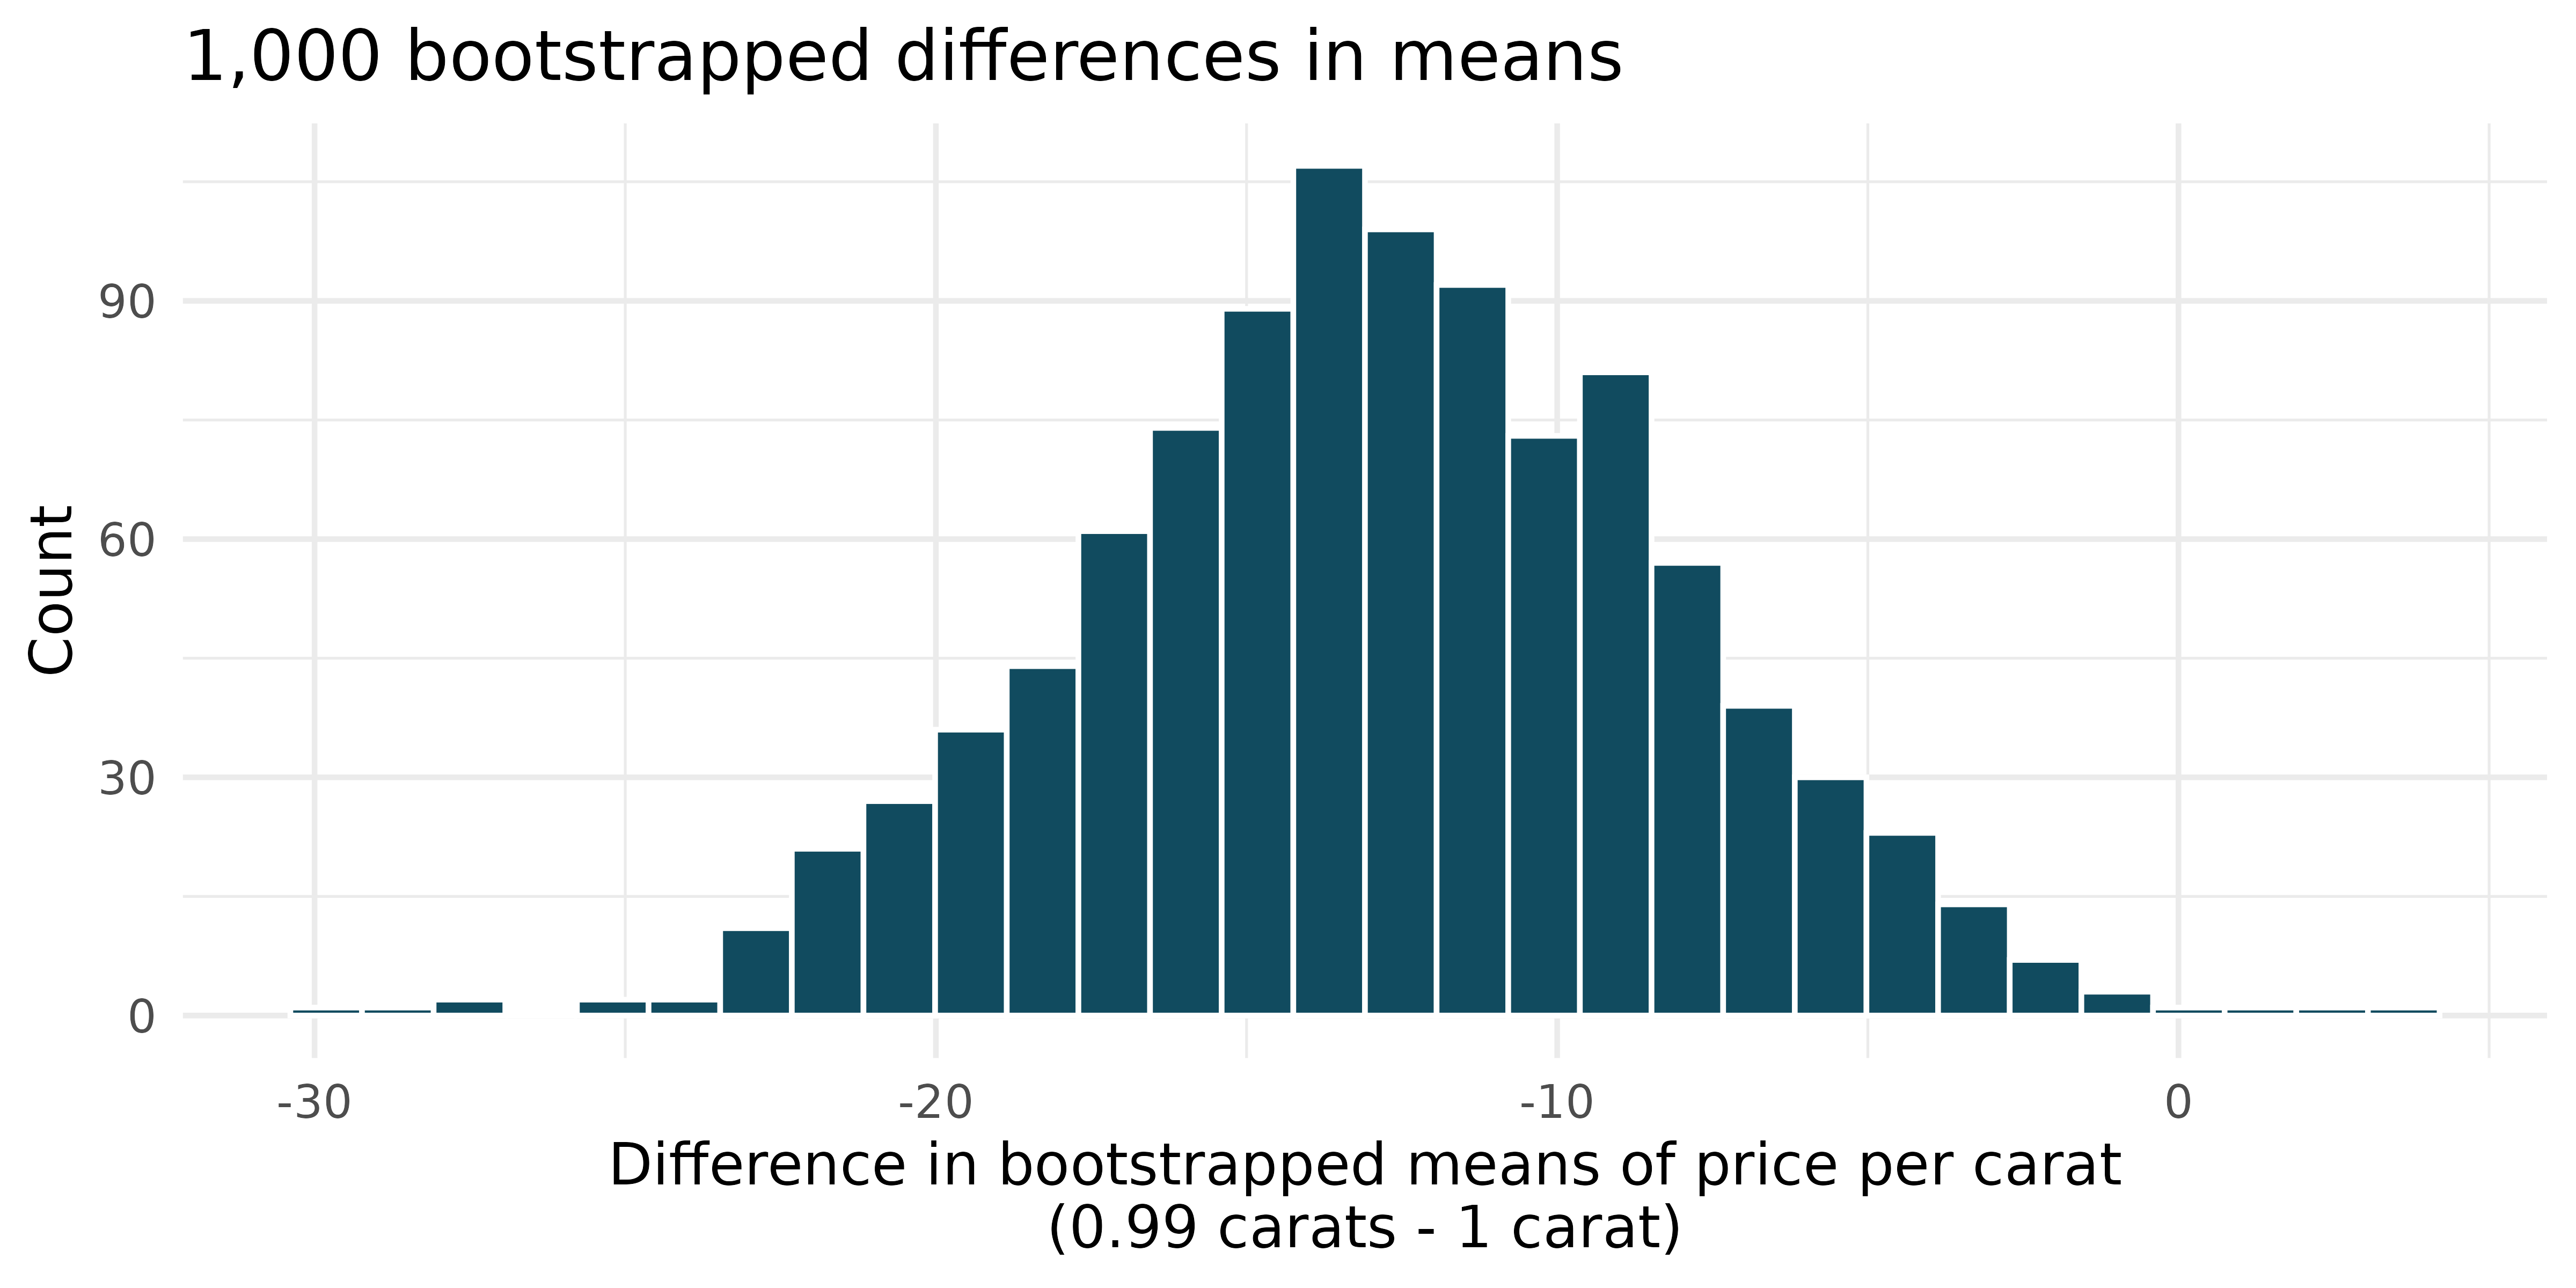 1,000 bootstrapped differences in means
Count
90
60
30
0
-30 -20 -10 0
Difference in bootstrapped means of price per carat
(0.99 carats - 1 carat)